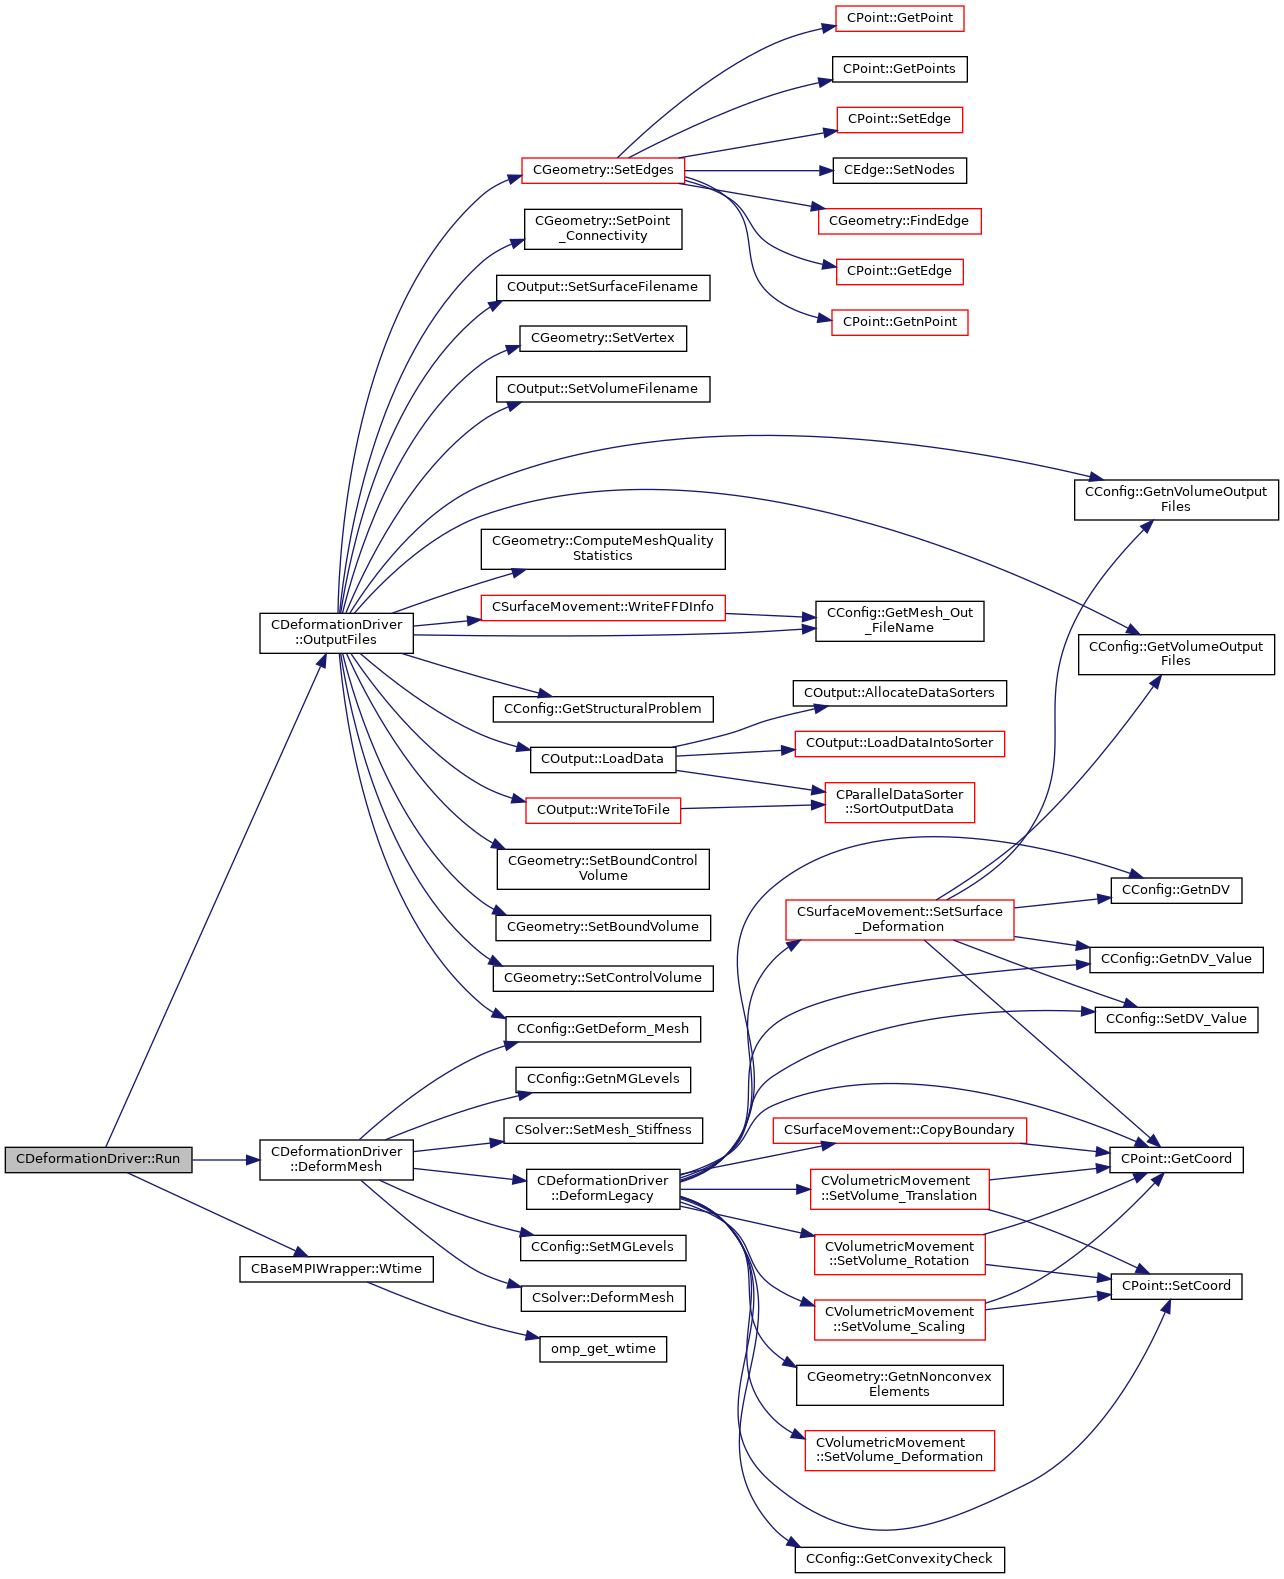 CPoint::GetPoint
CPoint::GetPoints
CPoint::SetEdge
CGeometry::SetEdges
CEdge::SetNodes
CGeometry::FindEdge
CGeometry::SetPoint
_Connectivity
CPoint::GetEdge
COutput::SetSurfaceFilename
CPoint::GetnPoint
CGeometry::SetVertex
COutput::SetVolumeFilename
CConfig::GetnVolumeOutput
Files
CGeometry::ComputeMeshQuality
Statistics
CSurfaceMovement::WriteFFDInfo
CConfig::GetMesh_Out
_FileName
CDeformationDriver
::OutputFiles
CConfig::GetVolumeOutput
Files
COutput::AllocateDataSorters
CConfig::GetStructuralProblem
COutput::LoadDataIntoSorter
COutput::LoadData
CParallelDataSorter
::SortOutputData
COutput::WriteToFile
CGeometry::SetBoundControl
Volume
CConfig::GetnDV
CSurfaceMovement::SetSurface
_Deformation
CGeometry::SetBoundVolume
CConfig::GetnDV_Value
CGeometry::SetControlVolume
CConfig::SetDV_Value
CConfig::GetDeform_Mesh
CConfig::GetnMGLevels
CSolver::SetMesh_Stiffness
CSurfaceMovement::CopyBoundary
CDeformationDriver::Run
CDeformationDriver
::DeformMesh
CPoint::GetCoord
CDeformationDriver
::DeformLegacy
CVolumetricMovement
::SetVolume_Translation
CConfig::SetMGLevels
CVolumetricMovement
::SetVolume_Rotation
CBaseMPIWrapper::Wtime
CPoint::SetCoord
CSolver::DeformMesh
CVolumetricMovement
::SetVolume_Scaling
omp_get_wtime
CGeometry::GetnNonconvex
Elements
CVolumetricMovement
::SetVolume_Deformation
CConfig::GetConvexityCheck